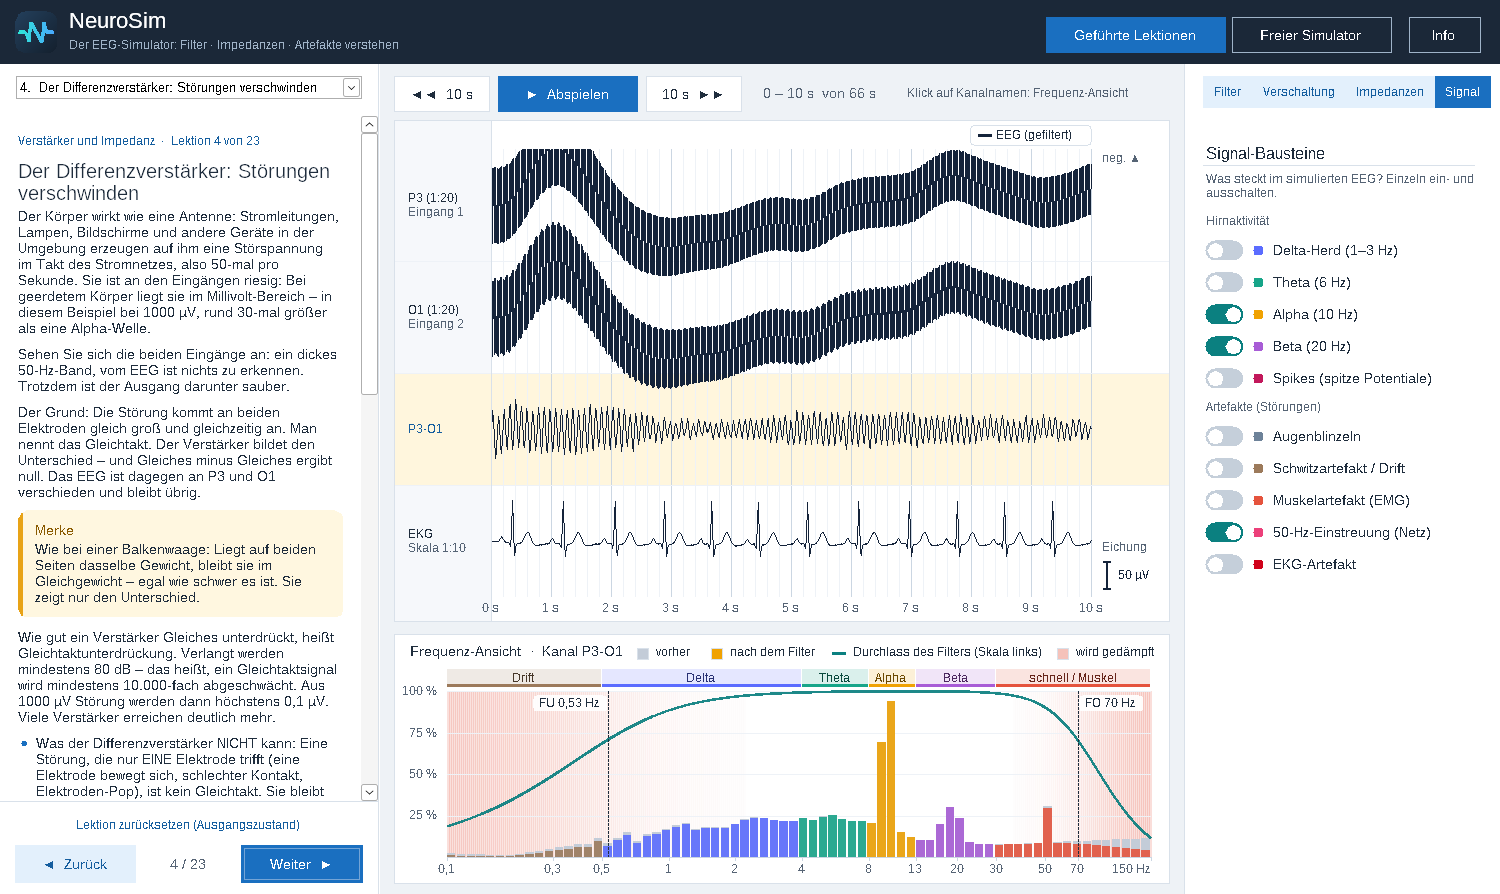 NeuroSim
Der EEG-Simulator: Filter · Impedanzen · Artefakte verstehen
Geführte Lektionen
Freier Simulator
Info
4. Der Differenzverstärker: Störungen verschwinden
Verstärker und Impedanz · Lektion 4 von 23
Der Differenzverstärker: Störungen
verschwinden
Der Körper wirkt wie eine Antenne: Stromleitungen,
Lampen, Bildschirme und andere Geräte in der
Umgebung erzeugen auf ihm eine Störspannung
im Takt des Stromnetzes, also 50-mal pro
Sekunde. Sie ist an den Eingängen riesig: Bei
geerdetem Körper liegt sie im Millivolt-Bereich – in
diesem Beispiel bei 1000 µV, rund 30-mal größer
als eine Alpha-Welle.
Sehen Sie sich die beiden Eingänge an: ein dickes
50-Hz-Band, vom EEG ist nichts zu erkennen.
Trotzdem ist der Ausgang darunter sauber.
Der Grund: Die Störung kommt an beiden
Elektroden gleich groß und gleichzeitig an. Man
nennt das Gleichtakt. Der Verstärker bildet den
Unterschied – und Gleiches minus Gleiches ergibt
null. Das EEG ist dagegen an P3 und O1
verschieden und bleibt übrig.
Merke
Wie bei einer Balkenwaage: Liegt auf beiden
Seiten dasselbe Gewicht, bleibt sie im
Gleichgewicht – egal wie schwer es ist. Sie
zeigt nur den Unterschied.
Wie gut ein Verstärker Gleiches unterdrückt, heißt
Gleichtaktunterdrückung. Verlangt werden
mindestens 80 dB – das heißt, ein Gleichtaktsignal
wird mindestens 10.000-fach abgeschwächt. Aus
1000 µV Störung werden dann höchstens 0,1 µV.
Viele Verstärker erreichen deutlich mehr.
• Was der Differenzverstärker NICHT kann: Eine
Störung, die nur EINE Elektrode trifft (eine
Elektrode bewegt sich, schlechter Kontakt,
Elektroden-Pop), ist kein Gleichtakt. Sie bleibt
Lektion zurücksetzen (Ausgangszustand)
◄ Zurück
4 / 23
Weiter ►
◄◄ 10 s
► Abspielen
10 s ►►
0 – 10 s von 66 s
Klick auf Kanalnamen: Frequenz-Ansicht
EEG (gefiltert)
neg. ▲
P3 (1:20)
Eingang 1
O1 (1:20)
Eingang 2
P3-O1
EKG
Skala 1:10
Eichung
50 µV
0 s 1 s 2 s 3 s 4 s 5 s 6 s 7 s 8 s 9 s 10 s
Frequenz-Ansicht · Kanal P3-O1
vorher
nach dem Filter
Durchlass des Filters (Skala links)
wird gedämpft
Drift Delta Theta Alpha Beta schnell / Muskel
100 %
FU 0,53 Hz
FO 70 Hz
75 %
50 %
25 %
0,1 0,3 0,5 1 2 4 8 13 20 30 50 70 150 Hz
Filter
Verschaltung
Impedanzen
Signal
Signal-Bausteine
Was steckt im simulierten EEG? Einzeln ein- und
ausschalten.
Hirnaktivität
Delta-Herd (1–3 Hz)
Theta (6 Hz)
Alpha (10 Hz)
Beta (20 Hz)
Spikes (spitze Potentiale)
Artefakte (Störungen)
Augenblinzeln
Schwitzartefakt / Drift
Muskelartefakt (EMG)
50-Hz-Einstreuung (Netz)
EKG-Artefakt